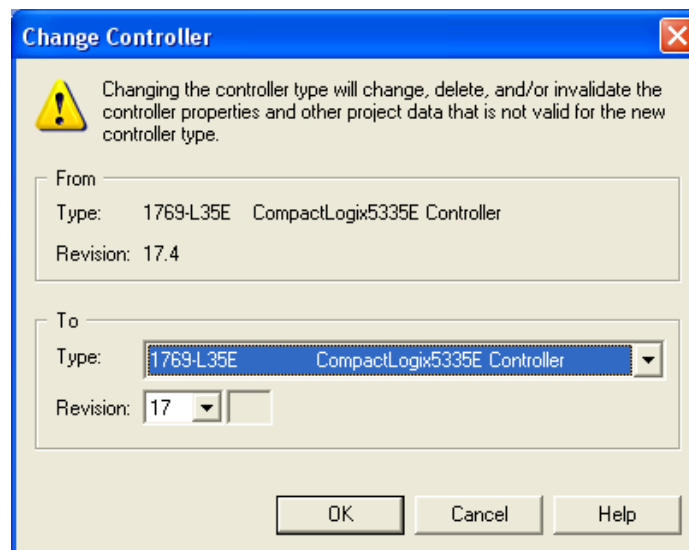 Change Controller
Changing the controller type will change, delete, and/or invalidate the
controller properties and other project data that is not valid for the new
controller type.
From
Type: 1769-L35E CompactLogix5335E Controller
Revision: 17.4
To
Type: 1769-L35E CompactLogix5335E Controller
Revision: 17
OK Cancel Help